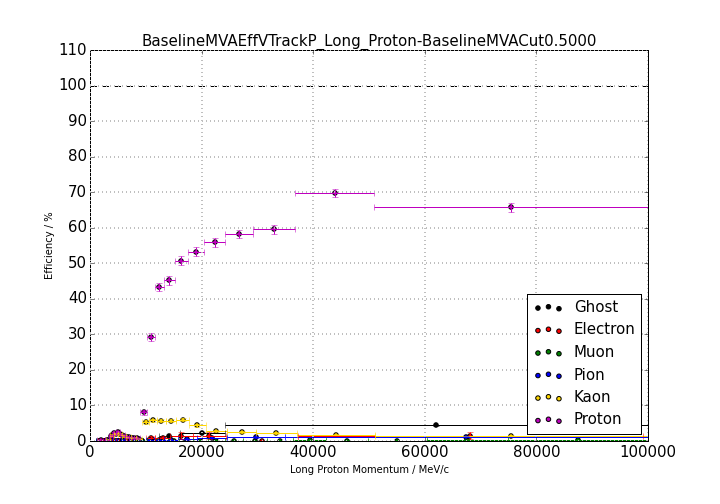 BaselineMVAEffVTrackP_Long_Proton-BaselineMVACut0.5000
110
100
90
80
70
60
50
40
30
20
10
0
Efficiency / %
Ghost
Electron
Muon
Pion
Kaon
Proton
0 20000 40000 60000 80000 100000
Long Proton Momentum / MeV/c